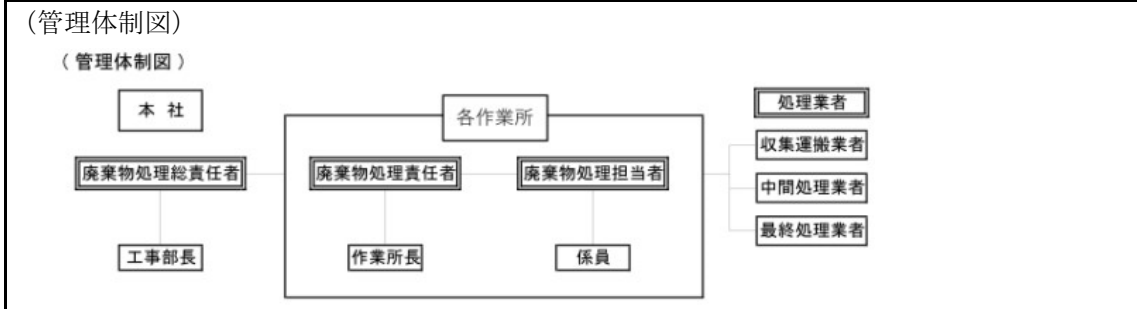 (管理体制図)
( 管理体制図 )
本 社
各作業所
処理業者
収集運搬業者
廃棄物処理総責任者
廃棄物処理責任者
廃棄物処理担当者
中間処理業者
最終処理業者
工事部長
作業所長
係員